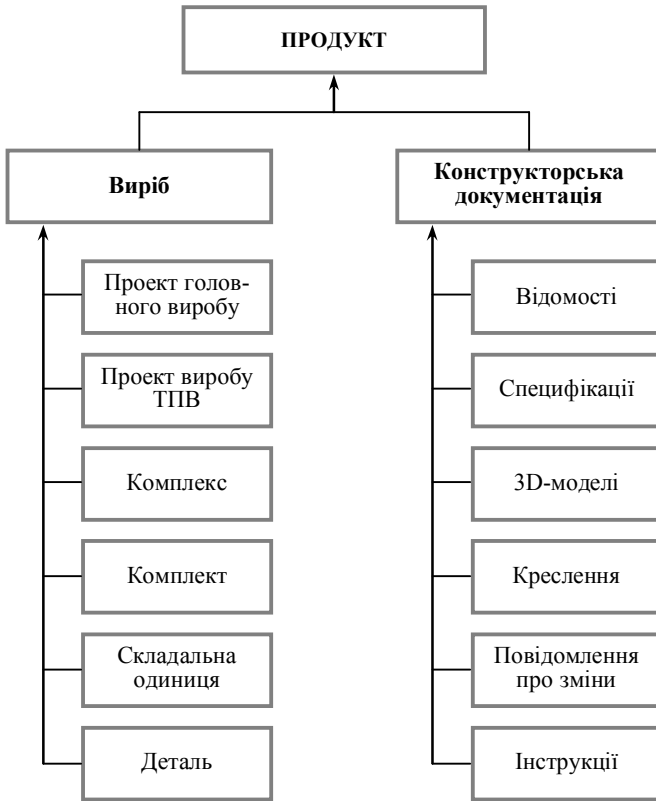 ПРОДУКТ
Виріб
Проект голов-
ного виробу
Проект виробу
ТПВ
Комплекс
Комплект
Складальна
одиниця
Деталь
Конструкторська
документація
Відомості
Специфікації
3D-моделі
Креслення
Повідомлення
про зміни
Інструкції